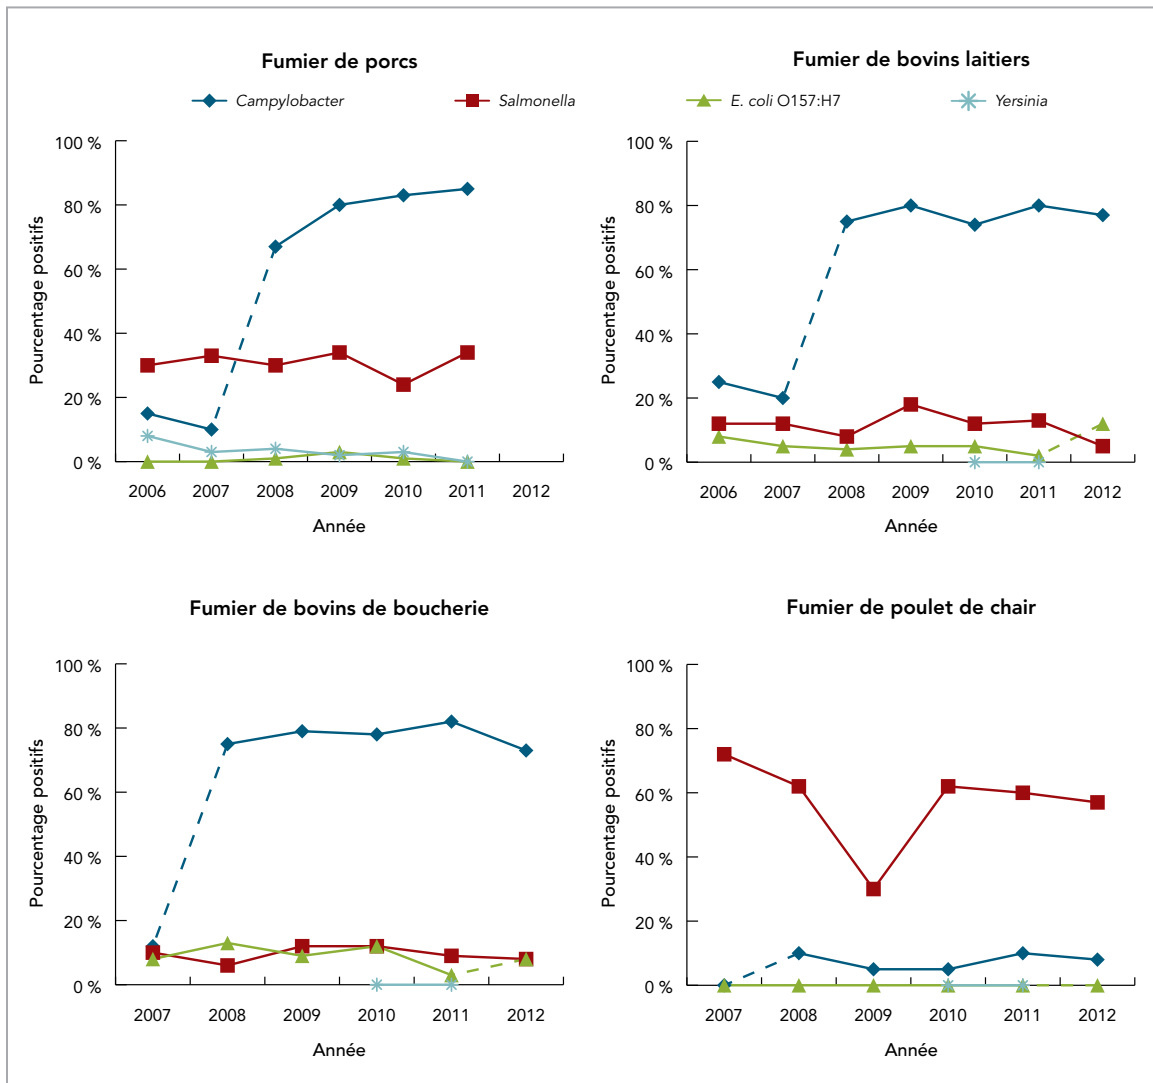 Fumier de porcs
Fumier de bovins laitiers
Campylobacter
Salmonella
E. coli O157:H7
Yersinia
100 %
80 %
60 %
40 %
20 %
0 %
Pourcentage positifs
2006 2007 2008 2009 2010 2011 2012
Année
100 %
80 %
60 %
40 %
20 %
0 %
Pourcentage positifs
2006 2007 2008 2009 2010 2011 2012
Année
Fumier de bovins de boucherie
100 %
80 %
60 %
40 %
20 %
0 %
Pourcentage positifs
2007 2008 2009 2010 2011 2012
Année
Fumier de poulet de chair
100 %
80 %
60 %
40 %
20 %
0 %
Pourcentage positifs
2007 2008 2009 2010 2011 2012
Année